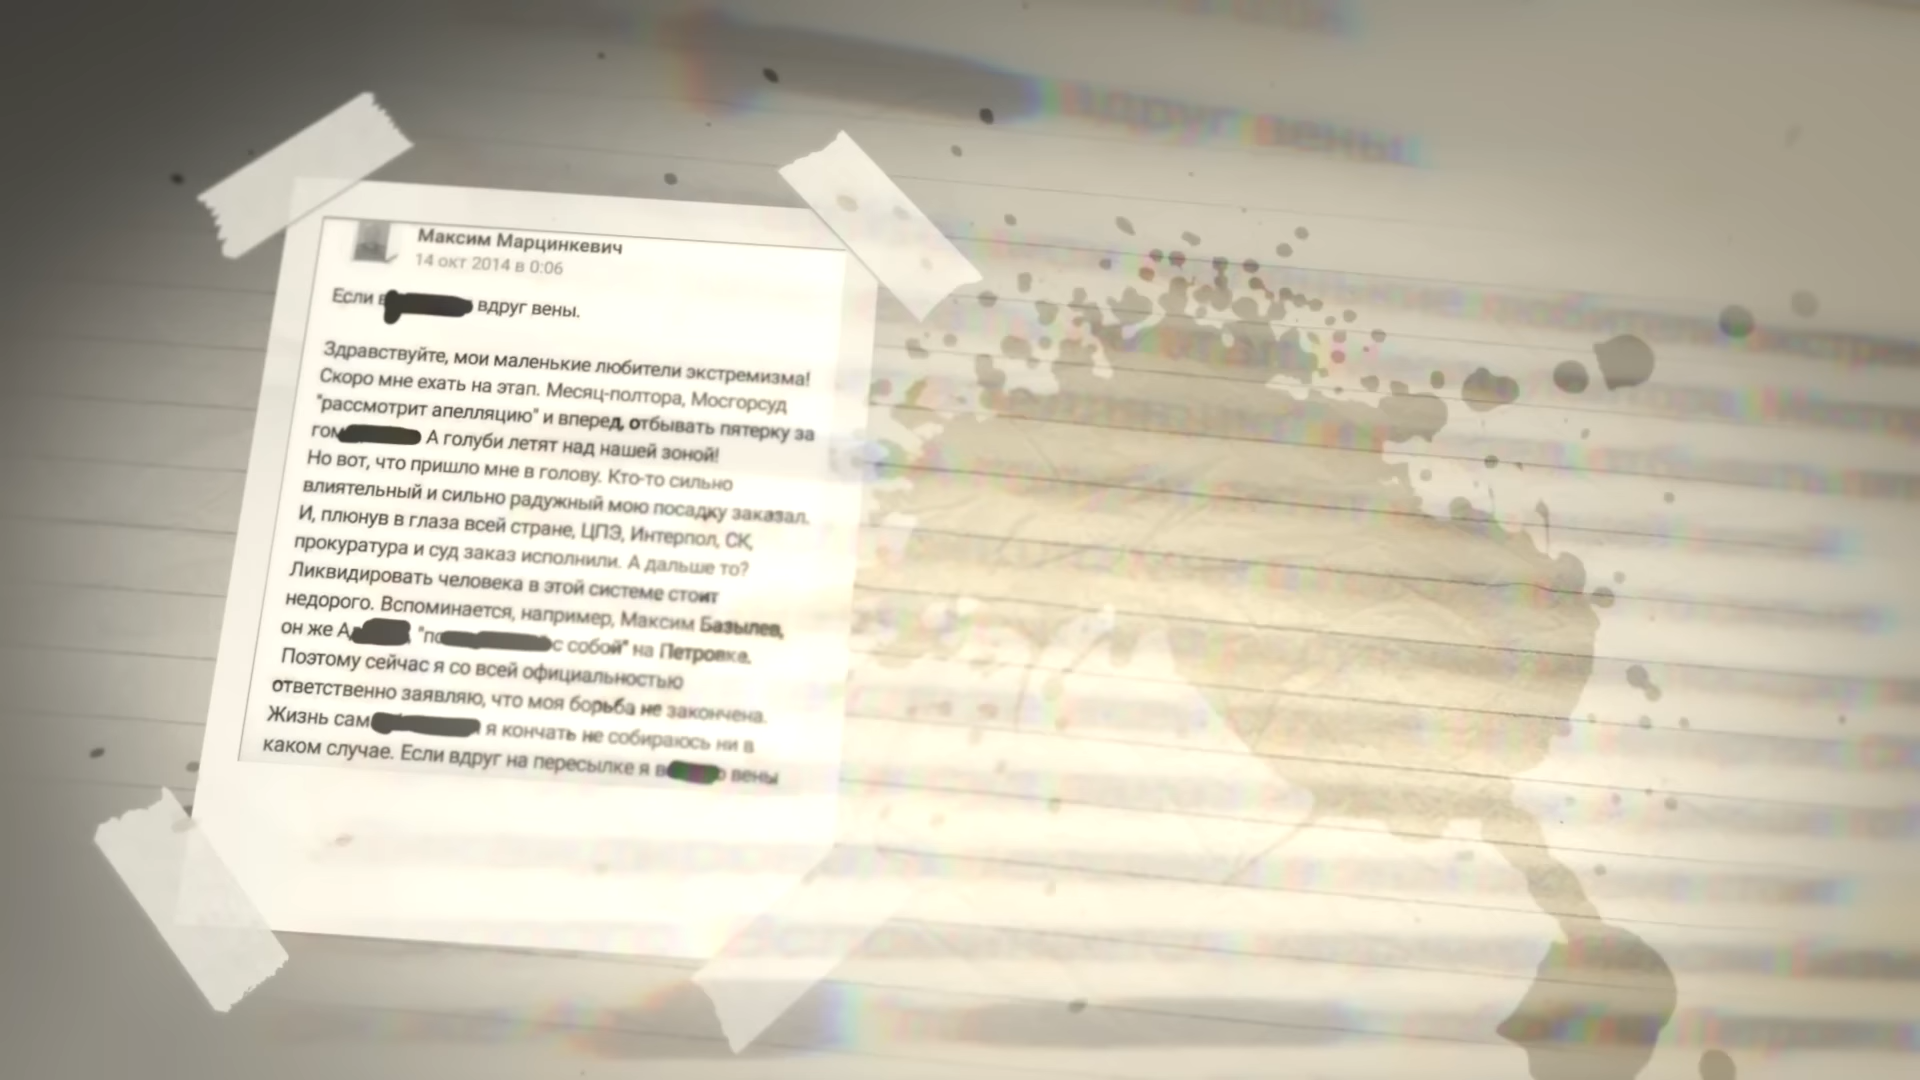 Максим Марцинкевич
14 окт 2014 в 0:06
Если вдруг вены.
Здравствуйте, мои маленькие любители экстремизма!
Скоро мне ехать на этап. Месяц-полтора, Мосгорсуд
"рассмотрит апелляцию" и вперед, отбывать пятерку за
гом А голуби летят над нашей зоной!
Но вот, что пришло мне в голову. Кто-то сильно
влиятельный и сильно радужный мою посадку заказал.
И, плюнув в глаза всей стране, ЦПЭ, Интерпол, СК,
прокуратура и суд заказ исполнили. А дальше то?
Ликвидировать человека в этой системе стоит
недорого. Вспоминается, например, Максим Базылев,
он же А "по с собой" на Петровке.
Поэтому сейчас я со всей официальностью
ответственно заявляю, что моя борьба не закончена.
Жизнь сам я кончать не собираюсь ни в
каком случае. Если вдруг на пересылке я в вены
вдруг вены